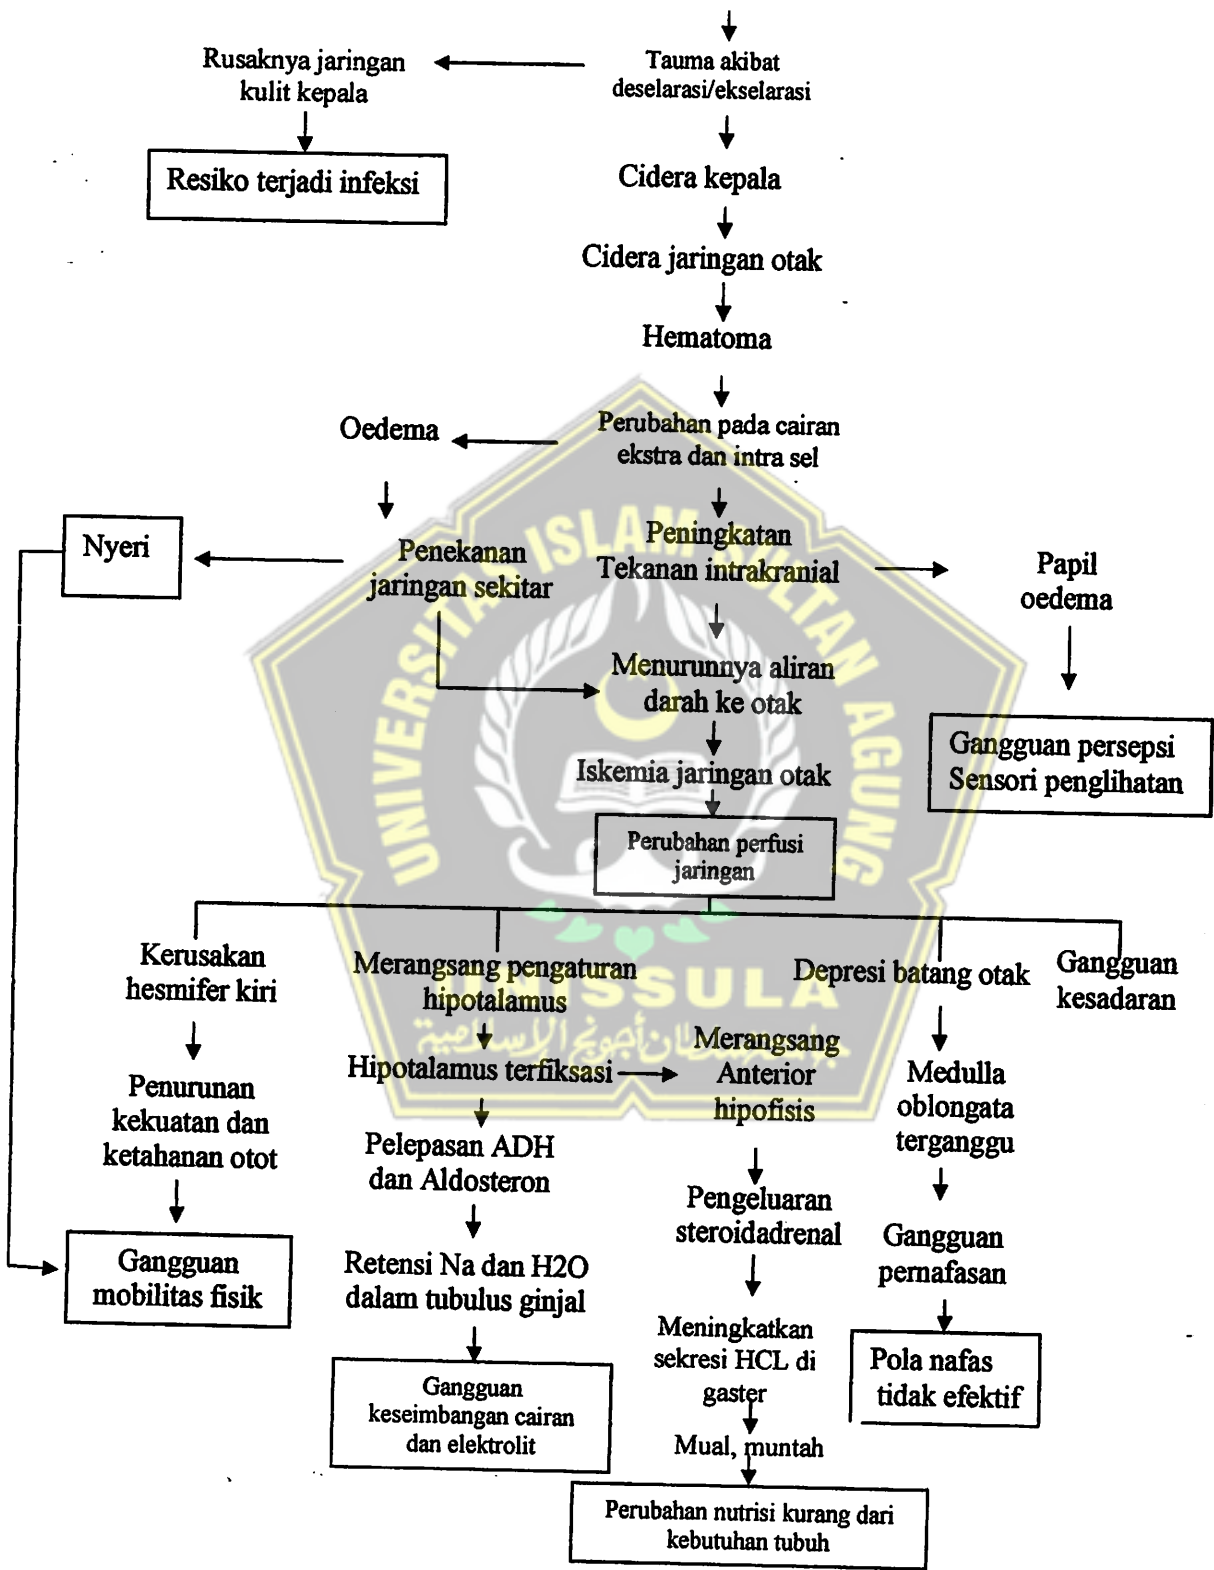 Rusaknya jaringan
kulit kepala
Tauma akibat
deselarasi/ekselarasi
Resiko terjadi infeksi
Cidera kepala
Cidera jaringan otak
Hematoma
Oedema
Perubahan pada cairan
ekstra dan intra sel
Nyeri
Penekanan
jaringan sekitar
Peningkatan
Tekanan intrakranial
Papil
oedema
Menurunnya aliran
darah ke otak
Gangguan persepsi
Sensori penglihatan
Iskemia jaringan otak
Perubahan perfusi
jaringan
Kerusakan
hesmifer kiri
Merangsang pengaturan
hipotalamus
Depresi batang otak
Gangguan
kesadaran
Hipotalamus terfiksasi
Merangsang
Anterior
hipofisis
Medulla
oblongata
terganggu
Penurunan
kekuatan dan
ketahanan otot
Pelepasan ADH
dan Aldosteron
Pengeluaran
steroidadrenal
Gangguan
pernafasan
Gangguan
mobilitas fisik
Retensi Na dan H2O
dalam tubulus ginjal
Meningkatkan
sekresi HCL di
gaster
Pola nafas
tidak efektif
Gangguan
keseimbangan cairan
dan elektrolit
Mual, muntah
Perubahan nutrisi kurang dari
kebutuhan tubuh
UNIVERSITAS ISLAM SULTAN AGUNG
UNISSULA